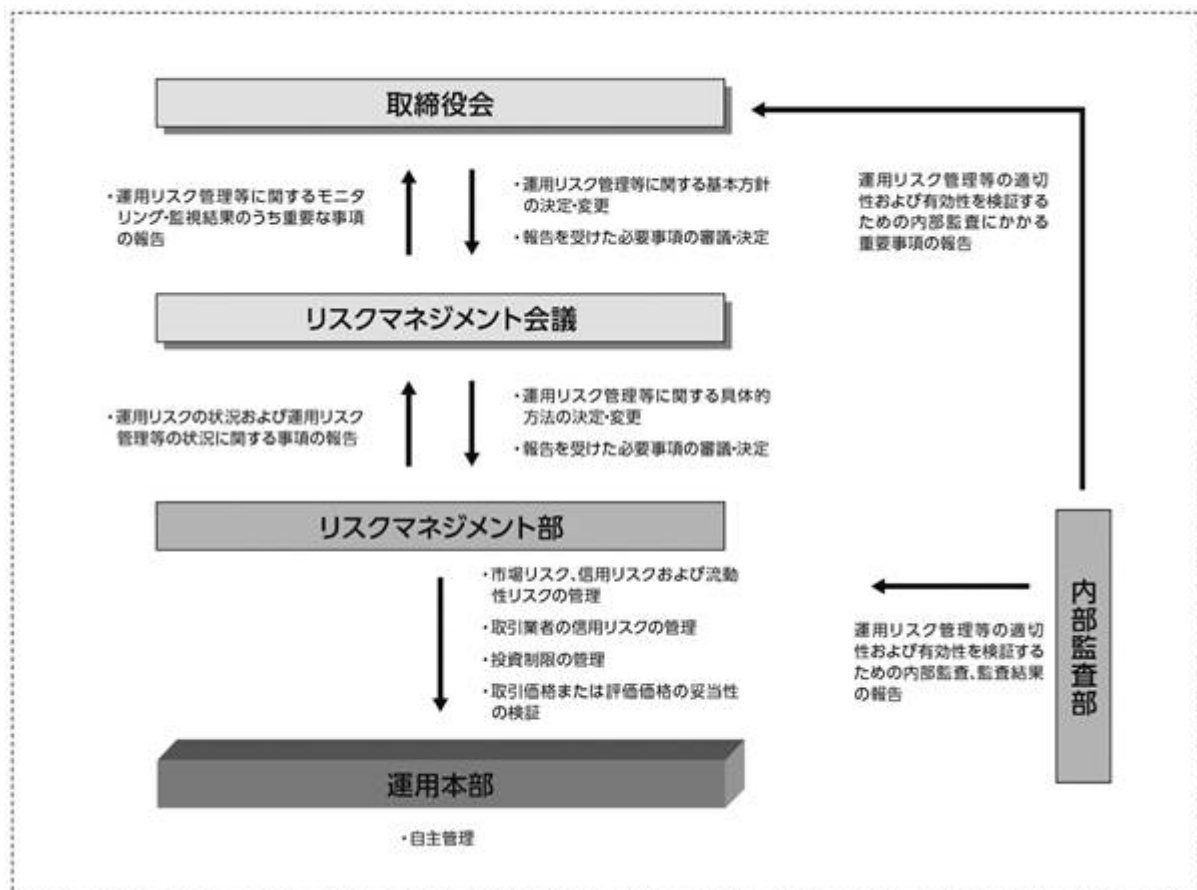 取締役会
・運用リスク管理等に関するモニタ
リング・監視結果のうち重要な事項
の報告
・運用リスク管理等に関する基本方針
の決定・変更
・報告を受けた必要事項の審議・決定
運用リスク管理等の適切
性および有効性を検証する
ための内部監査にかかる
重要事項の報告
リスクマネジメント会議
・運用リスクの状況および運用リスク
管理等の状況に関する事項の報告
・運用リスク管理等に関する具体的
方法の決定・変更
・報告を受けた必要事項の審議・決定
リスクマネジメント部
・市場リスク、信用リスクおよび流動
性リスクの管理
・取引業者の信用リスクの管理
・投資制限の管理
・取引価格または評価価格の妥当性
の検証
運用リスク管理等の適切
性および有効性を検証する
ための内部監査、監査結果
の報告
内部監査部
運用本部
・自主管理